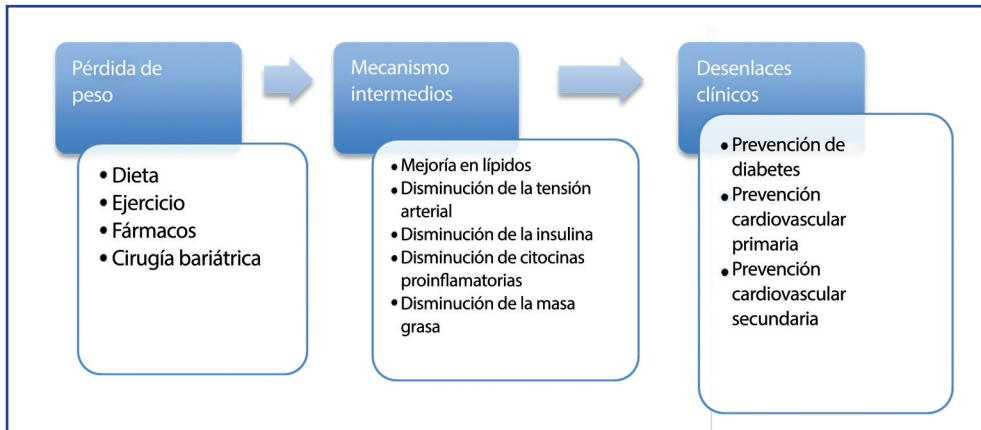 Pérdida de
peso
• Dieta
• Ejercicio
• Fármacos
• Cirugía bariátrica
Mecanismo
intermedios
• Mejoría en lípidos
• Disminución de la tensión
arterial
• Disminución de la insulina
• Disminución de citocinas
proinflamatorias
• Disminución de la masa
grasa
Desenlaces
clínicos
• Prevención de
diabetes
• Prevención
cardiovascular
primaria
• Prevención
cardiovascular
secundaria